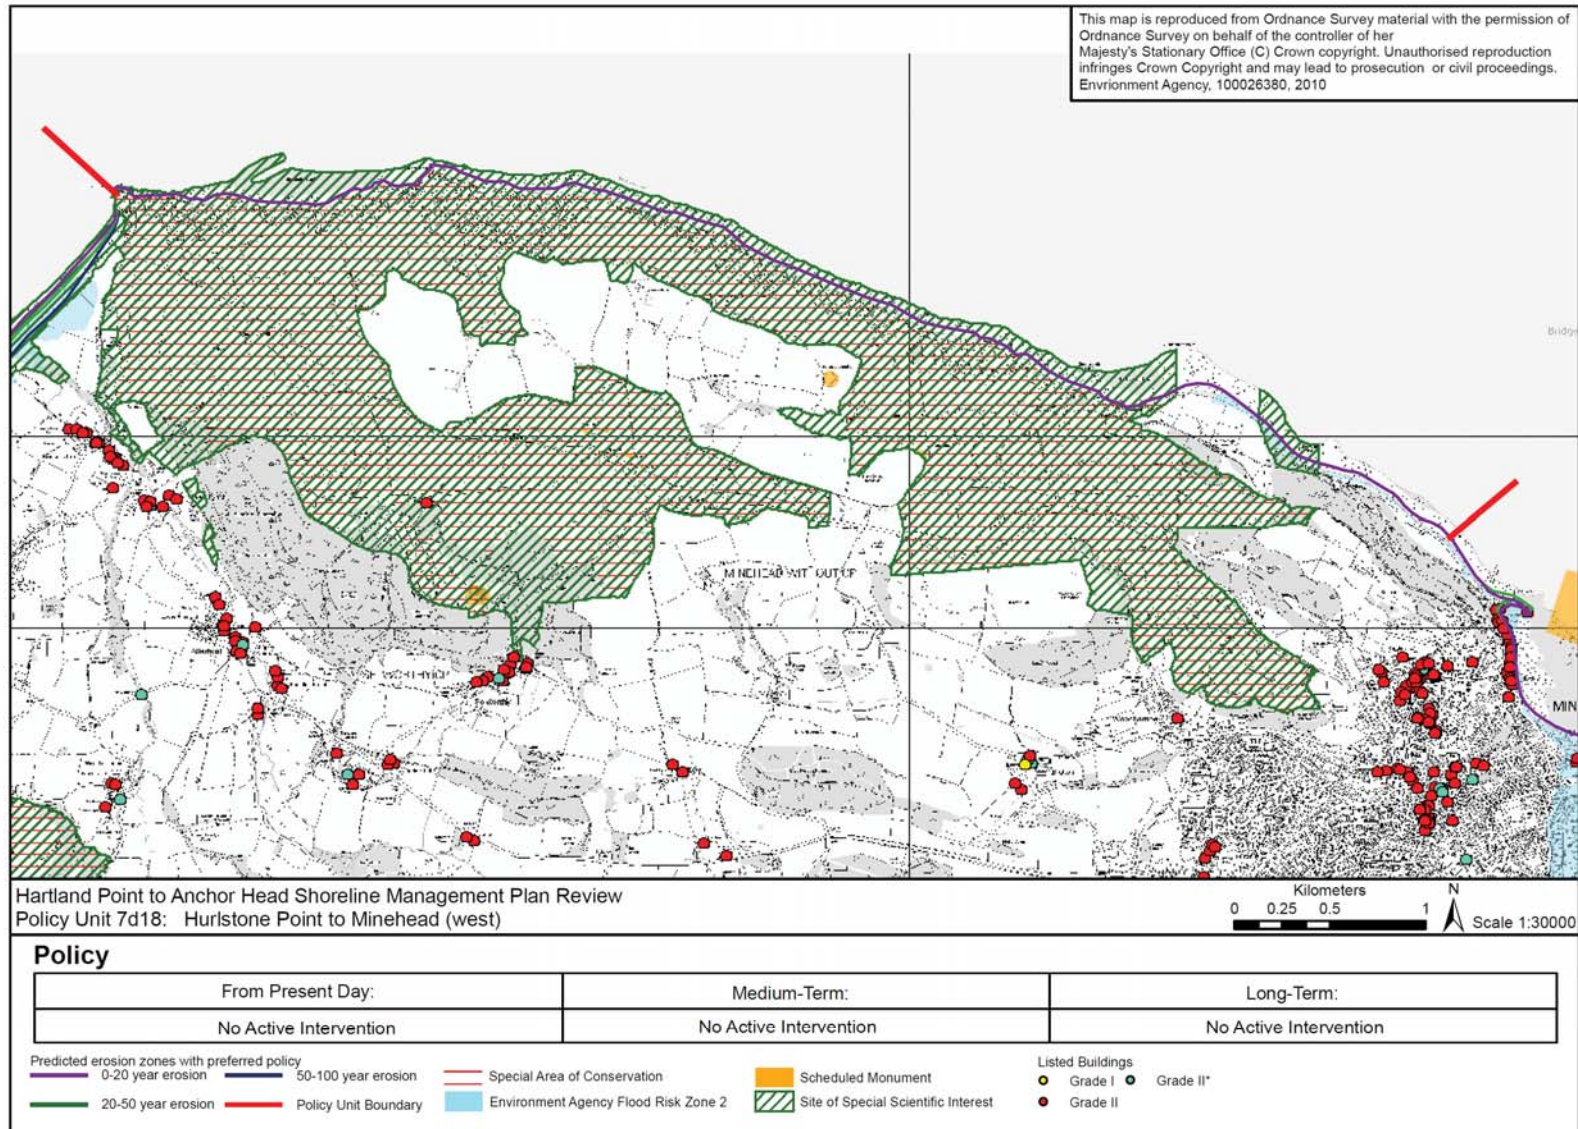 This map is reproduced from Ordnance Survey material with the permission of
Ordnance Survey on behalf of the controller of her
Majesty's Stationary Office (C) Crown copyright. Unauthorised reproduction
infringes Crown Copyright and may lead to prosecution or civil proceedings.
Envrionment Agency, 100026380, 2010
MIN
Hartland Point to Anchor Head Shoreline Management Plan Review
Policy Unit 7d18: Hurlstone Point to Minehead (west)
Kilometers
0 0.25 0.5 1
N
Scale 1:30000
Policy
From Present Day: Medium-Term: Long-Term:
No Active Intervention No Active Intervention No Active Intervention
Predicted erosion zones with preferred policy
0-20 year erosion 50-100 year erosion Special Area of Conservation Scheduled Monument
20-50 year erosion Policy Unit Boundary Environment Agency Flood Risk Zone 2 Site of Special Scientific Interest
Listed Buildings
Grade I Grade II*
Grade II